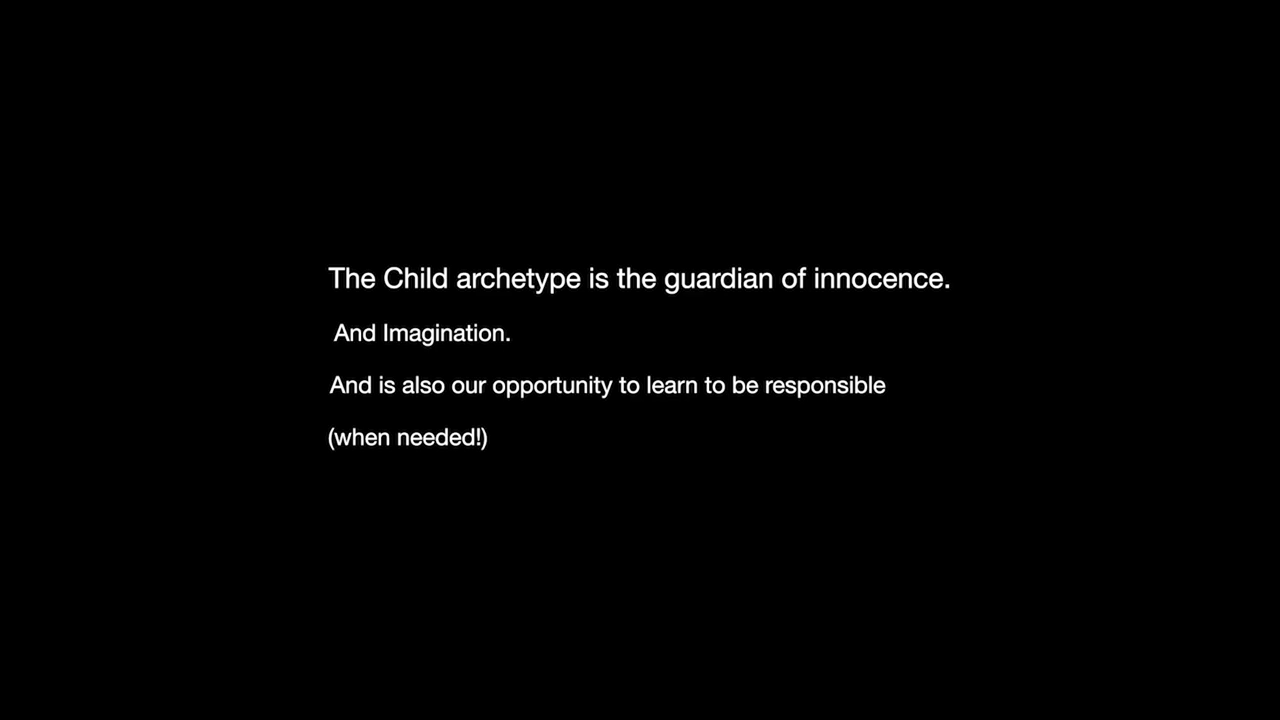 The Child archetype is the guardian of innocence.
And Imagination.
And is also our opportunity to learn to be responsible
(when needed!)